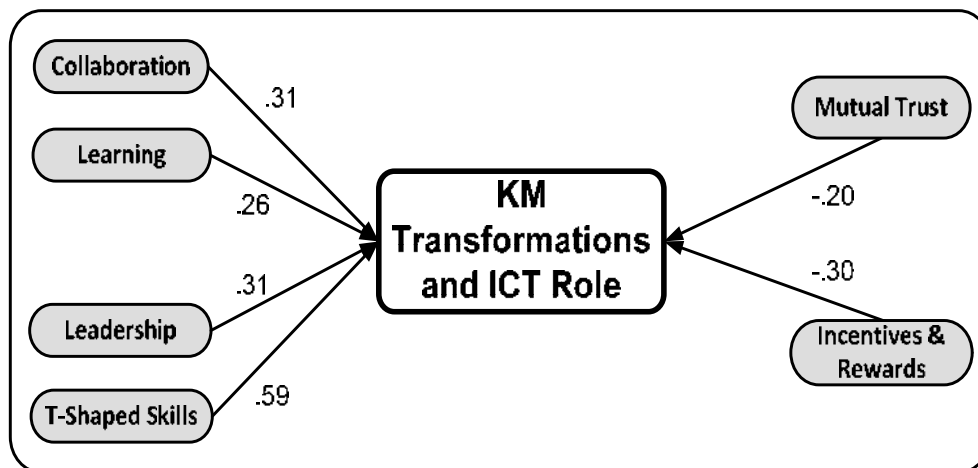 Collaboration
.31
Learning
.26
Leadership
.31
T-Shaped Skills
.59
KM
Transformations
and ICT Role
Mutual Trust
-.20
-.30
Incentives &
Rewards